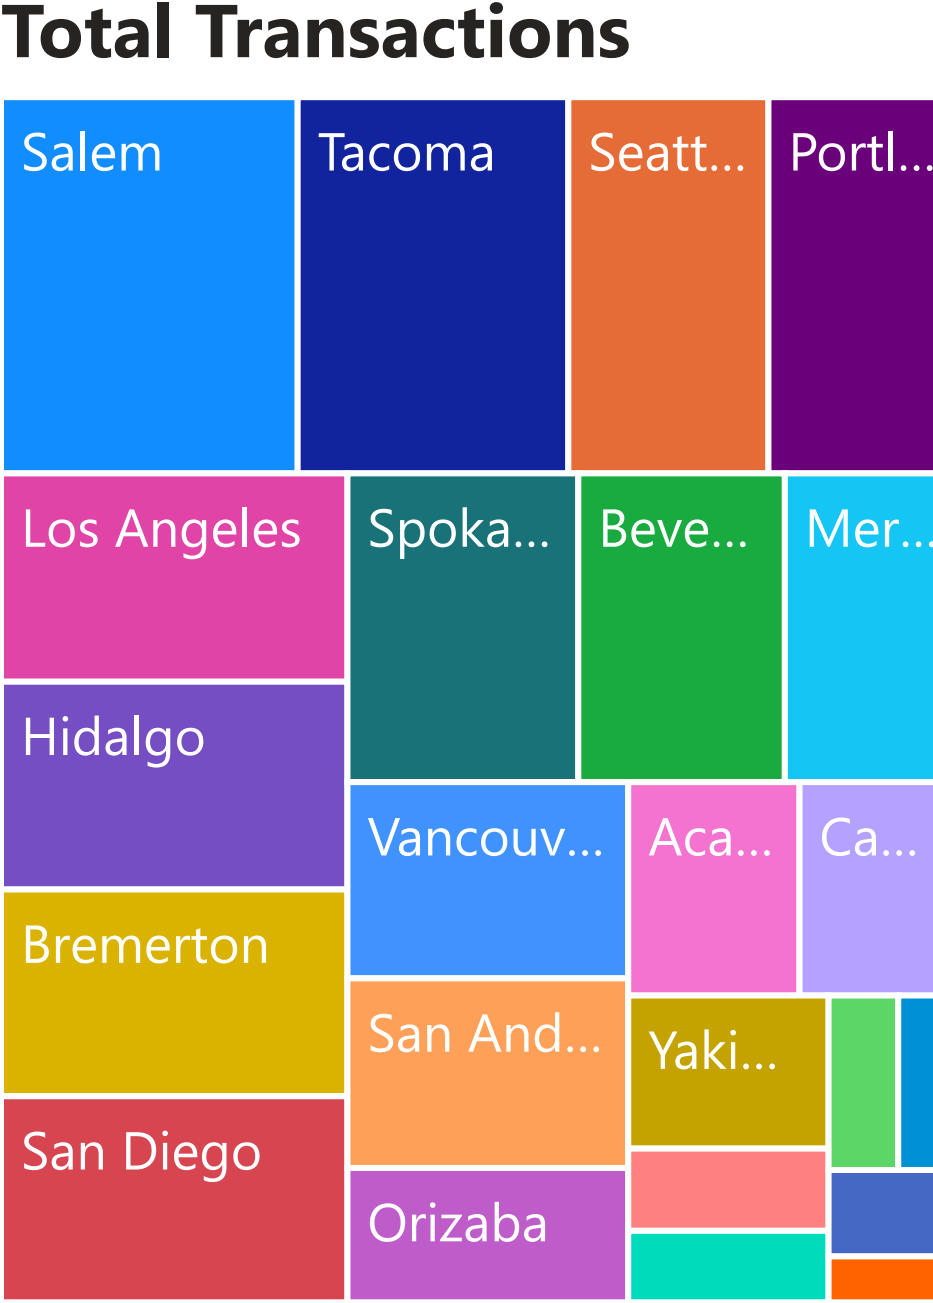 Total Transactions
Salem
Tacoma
Seatt...
Portl...
Los Angeles
Spoka...
Beve...
Mer...
Hidalgo
Vancouv...
Aca...
Ca...
Bremerton
San And...
Yaki...
San Diego
Orizaba